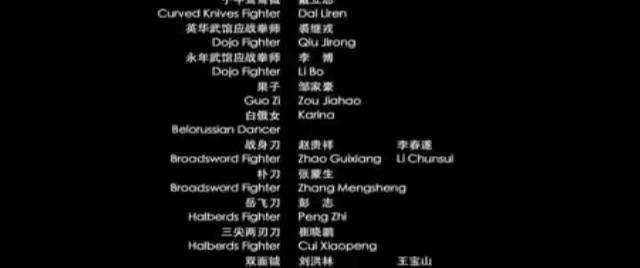 Curved Knives Fighter Dai Liren
英华武馆应战拳师 裘继戎
Dojo Fighter Qiu Jirong
永年武馆应战拳师 李 博
Dojo Fighter Li Bo
果子 邹家豪
Guo Zi Zou Jiahao
白俄女 Karina
Belorussian Dancer
战身刀 赵贵祥 李春遂
Broadsword Fighter Zhao Guixiang Li Chunsui
朴刀 张蒙生
Broadsword Fighter Zhang Mengsheng
岳飞刀 彭 志
Halberds Fighter Peng Zhi
三尖两刃刀 崔晓鹏
Halberds Fighter Cui Xiaopeng
双面钺 刘洪林 王宝山